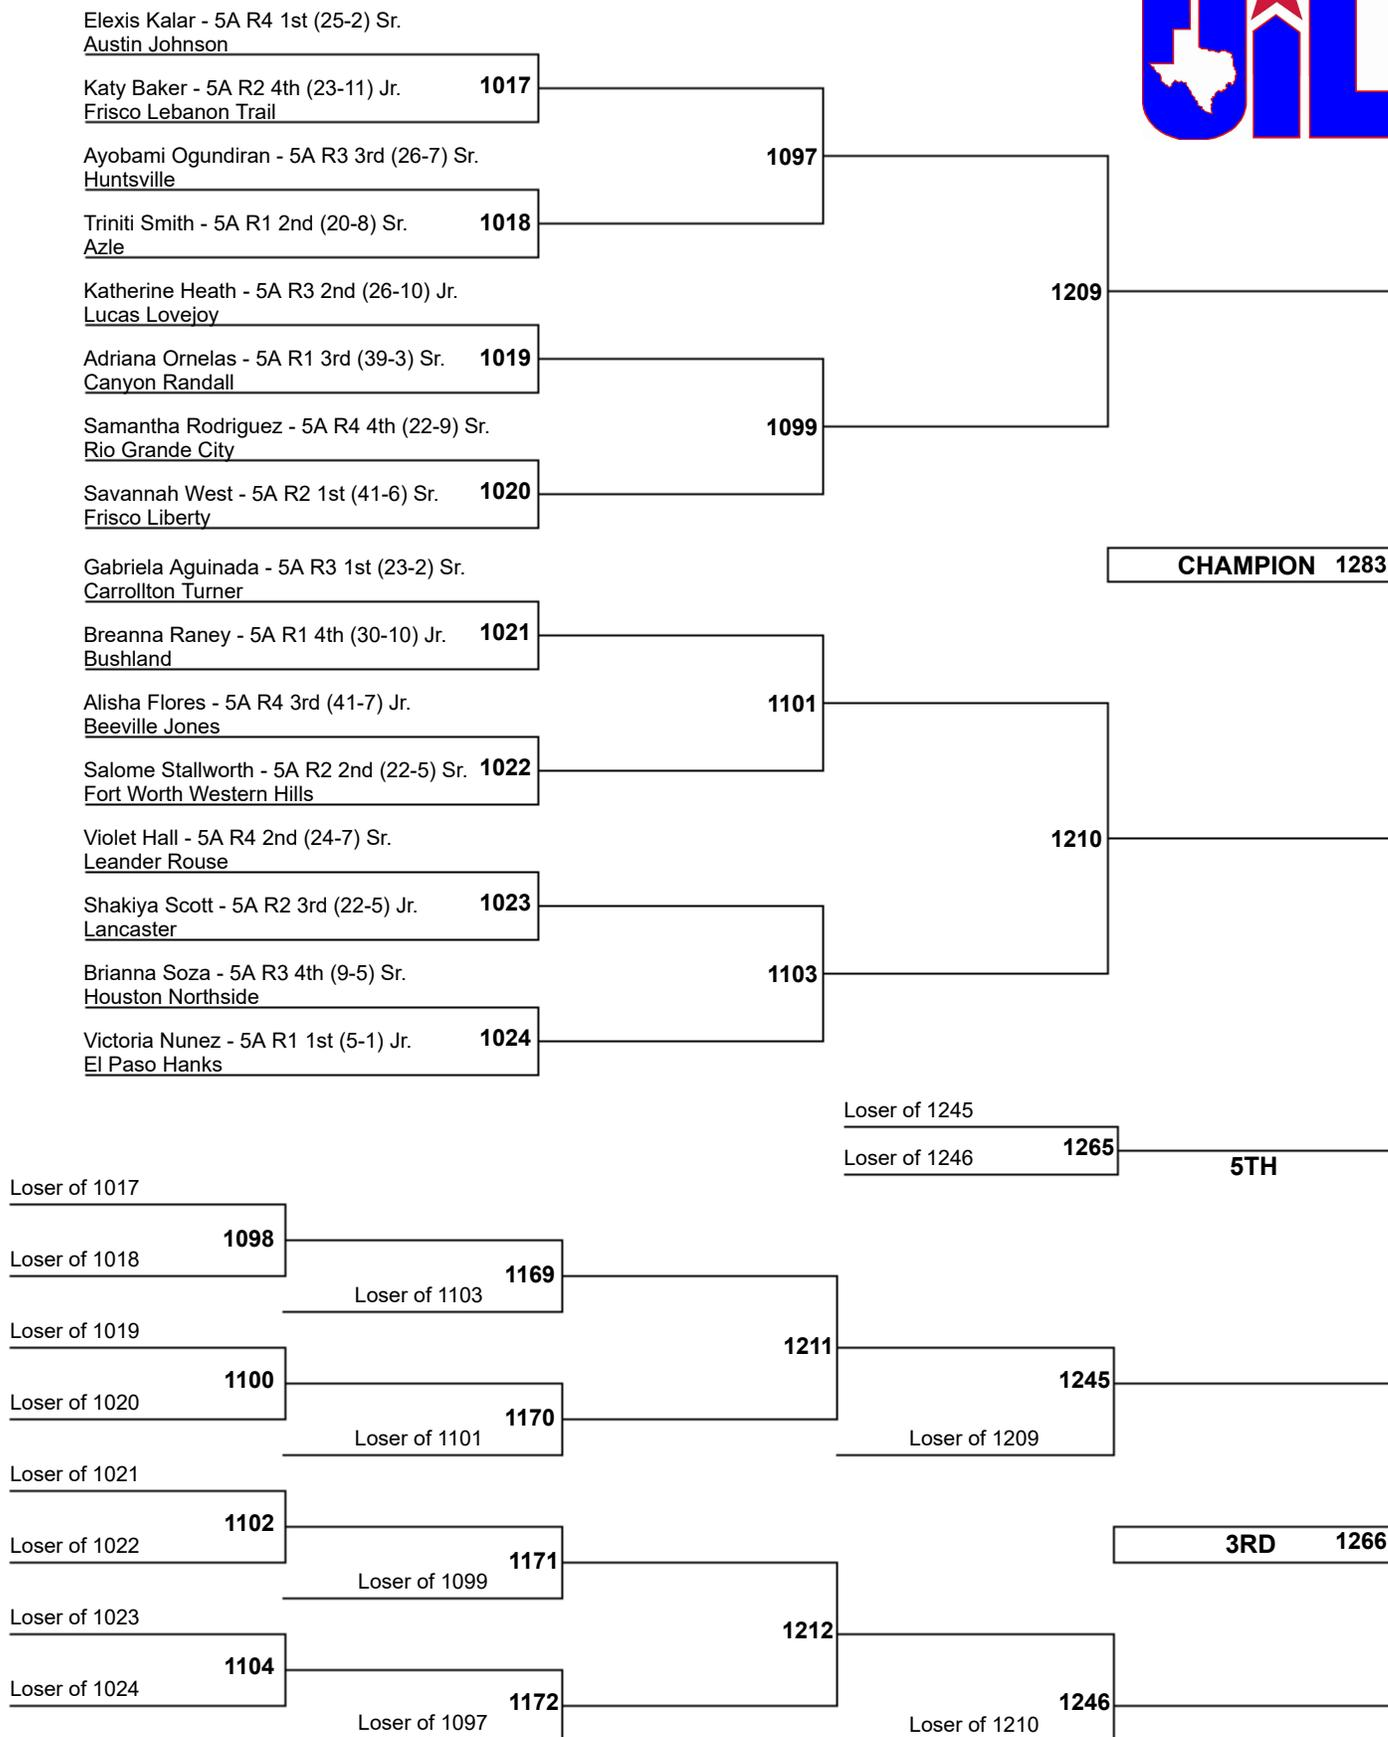 Elexis Kalar - 5A R4 1st (25-2) Sr.
Austin Johnson
Katy Baker - 5A R2 4th (23-11) Jr.
1017
Frisco Lebanon Trail
Ayobami Ogundiran - 5A R3 3rd (26-7) Sr.
1097
Huntsville
Triniti Smith - 5A R1 2nd (20-8) Sr.
1018
Azle
Katherine Heath - 5A R3 2nd (26-10) Jr.
1209
Lucas Lovejoy
Adriana Ornelas - 5A R1 3rd (39-3) Sr.
1019
Canyon Randall
Samantha Rodriguez - 5A R4 4th (22-9) Sr.
1099
Rio Grande City
Savannah West - 5A R2 1st (41-6) Sr.
1020
Frisco Liberty
Gabriela Aguinada - 5A R3 1st (23-2) Sr.
CHAMPION 1283
Carrollton Turner
Breanna Raney - 5A R1 4th (30-10) Jr.
1021
Bushland
Alisha Flores - 5A R4 3rd (41-7) Jr.
1101
Beeville Jones
Salome Stallworth - 5A R2 2nd (22-5) Sr.
1022
Fort Worth Western Hills
Violet Hall - 5A R4 2nd (24-7) Sr.
1210
Leander Rouse
Shakiya Scott - 5A R2 3rd (22-5) Jr.
1023
Lancaster
Brianna Soza - 5A R3 4th (9-5) Sr.
1103
Houston Northside
Victoria Nunez - 5A R1 1st (5-1) Jr.
1024
El Paso Hanks
Loser of 1245
1265
Loser of 1246
5TH
Loser of 1017
1098
Loser of 1018
1169
Loser of 1103
Loser of 1019
1211
1100
1245
Loser of 1020
1170
Loser of 1101
Loser of 1209
Loser of 1021
1102
Loser of 1022
3RD 1266
1171
Loser of 1099
Loser of 1023
1212
1104
Loser of 1024
1172
1246
Loser of 1097
Loser of 1210
UIL